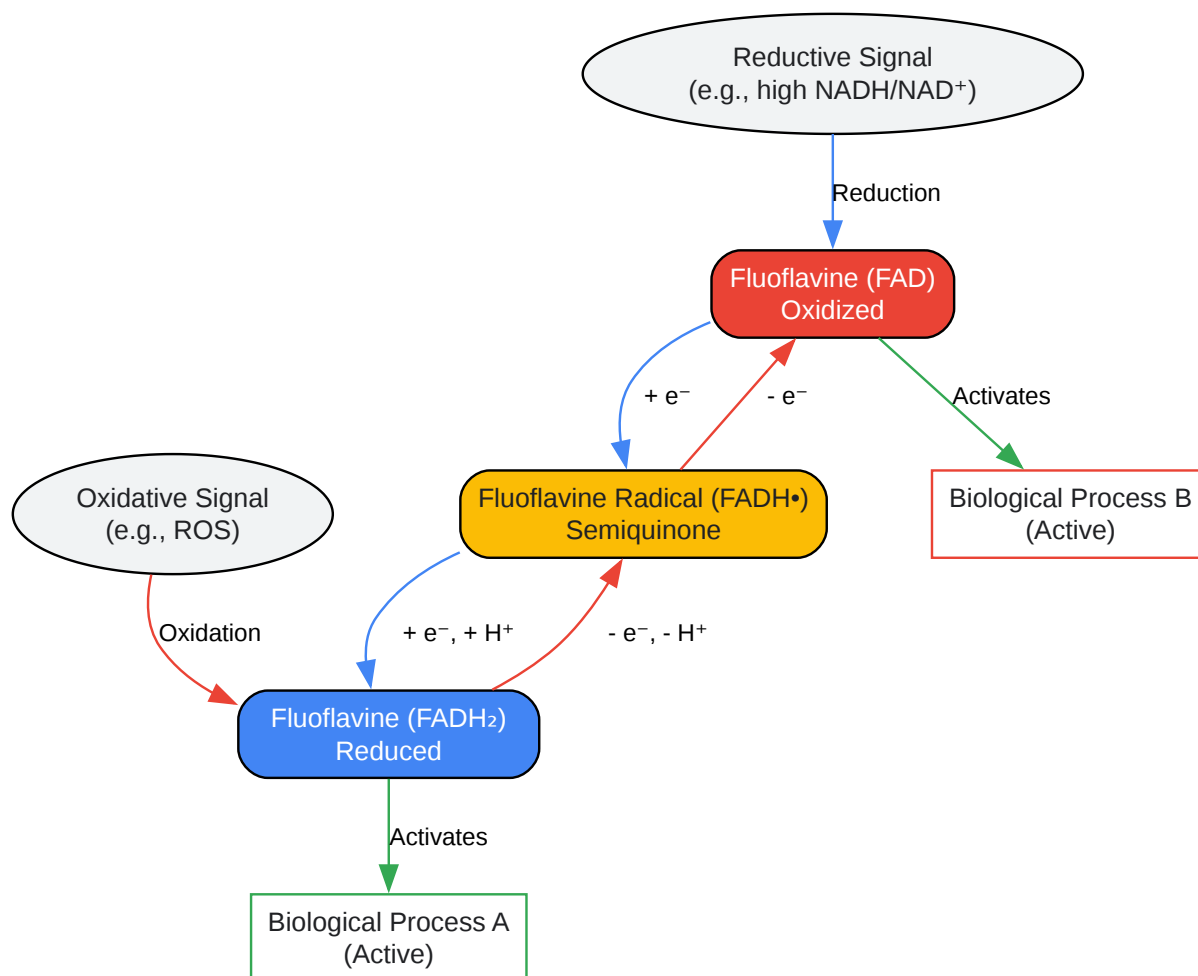 Reductive Signal
(e.g., high NADH/NAD⁺)
Reduction
Fluoflavine (FAD)
Oxidized
+ e⁻
- e⁻
Activates
Oxidative Signal
(e.g., ROS)
Fluoflavine Radical (FADH•)
Semiquinone
Biological Process B
(Active)
Oxidation
+ e⁻, + H⁺
- e⁻, - H⁺
Fluoflavine (FADH₂)
Reduced
Activates
Biological Process A
(Active)